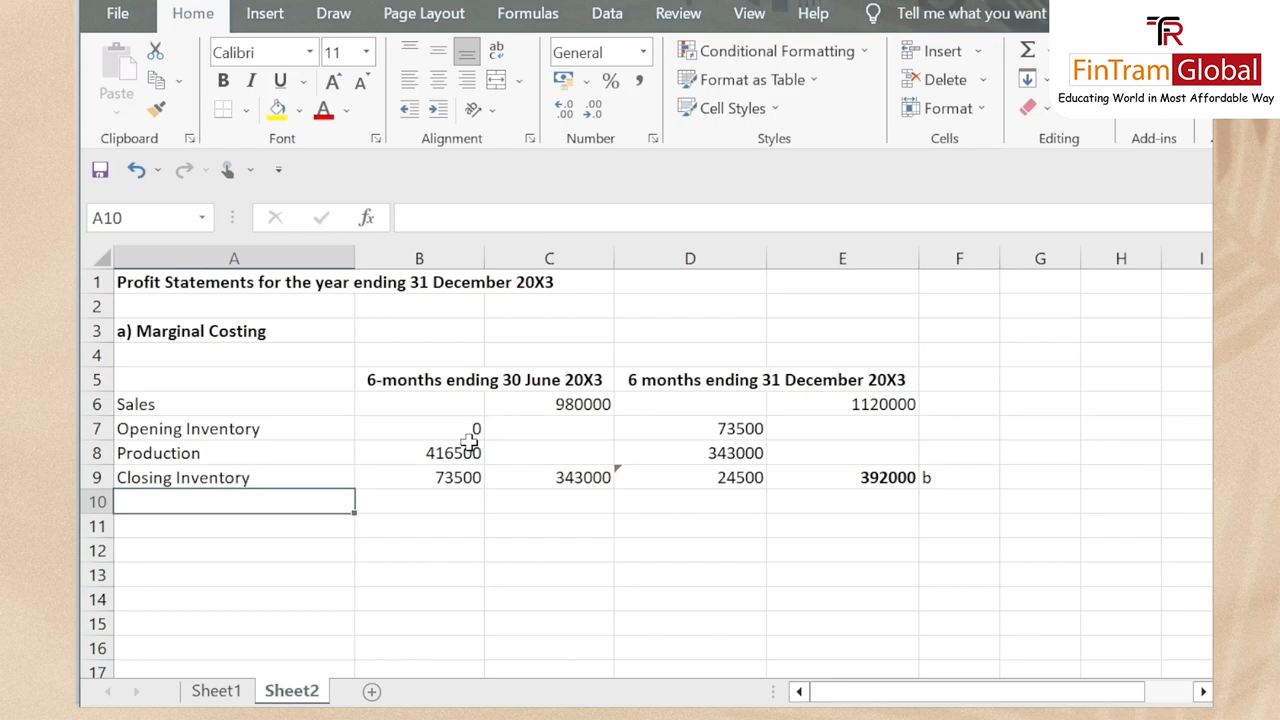 File Home Insert Draw Page Layout Formulas Data Review View Help Tell me what you want
TR
FinTram Global
Educating World in Most Affordable Way
Paste
Calibri 11
B I U A A
A
ab
c
General
% ,
.0 .00
Conditional Formatting
Format as Table
Cell Styles
Insert
Delete
Format
Σ
Clipboard Font Alignment Number Styles Cells Editing Add-ins
A10 fx
A B C D E F G H I
1 Profit Statements for the year ending 31 December 20X3
2
3 a) Marginal Costing
4
5 6-months ending 30 June 20X3 6 months ending 31 December 20X3
6 Sales 980000 1120000
7 Opening Inventory 0 73500
8 Production 416500 343000
9 Closing Inventory 73500 343000 24500 392000 b
10
11
12
13
14
15
16
17
Sheet1 Sheet2